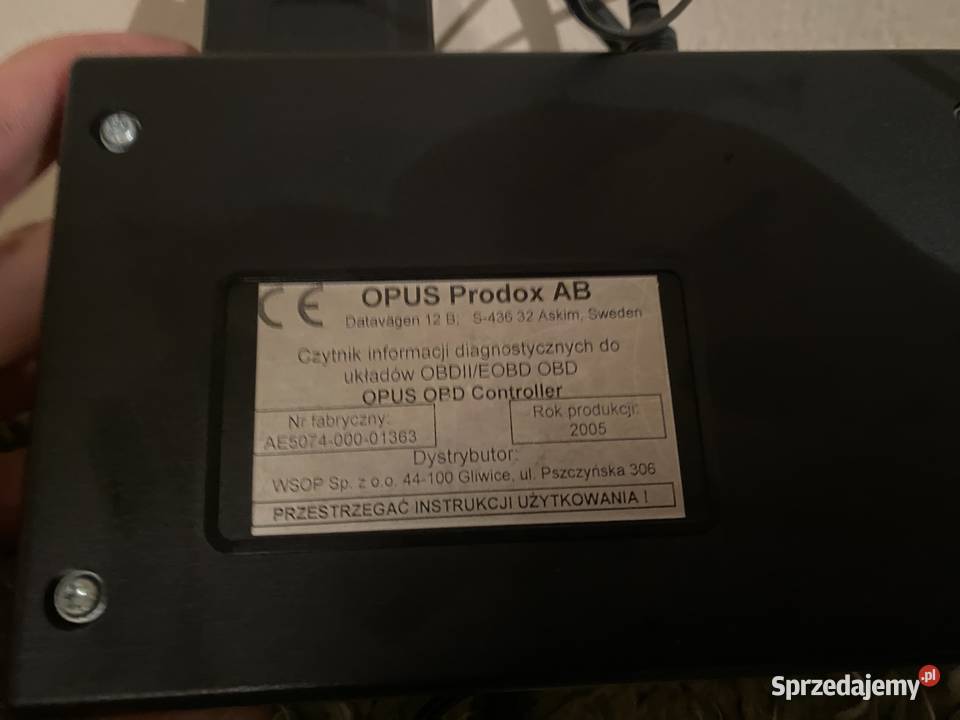 CE
OPUS Prodox AB
Datavägen 12 B; S-436 32 Askim, Sweden
Czytnik informacji diagnostycznych do
układów OBDII/EOBD OBD
OPUS OBD Controller
Nr fabryczny:
AE5074-000-01363
Rok produkcji:
2005
Dystrybutor:
WSOP Sp. z o.o. 44-100 Gliwice, ul. Pszczyńska 306
PRZESTRZEGAĆ INSTRUKCJI UŻYTKOWANIA !
Sprzedajemy.pl